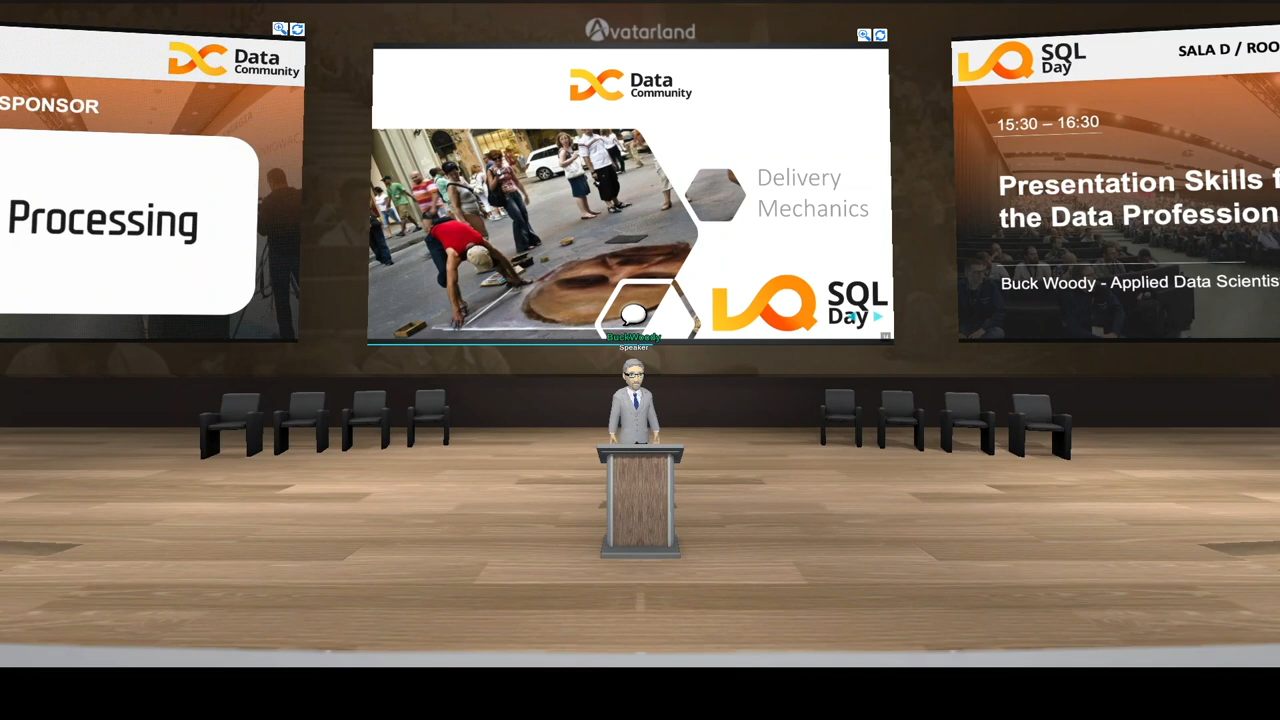 Avatarland
Data
Community
SPONSOR
Processing
Data
Community
Delivery
Mechanics
SQL
Day
BuckWoody
Speaker
SQL
Day
SALA D / ROO
15:30 – 16:30
Presentation Skills f
the Data Profession
Buck Woody - Applied Data Scientis